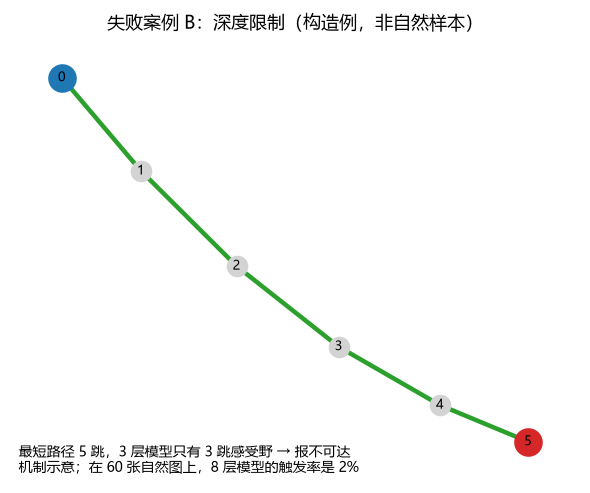 失败案例 B：深度限制（构造例，非自然样本）
0
1
2
3
4
5
最短路径 5 跳，3 层模型只有 3 跳感受野 → 报不可达
机制示意；在 60 张自然图上，8 层模型的触发率是 2%